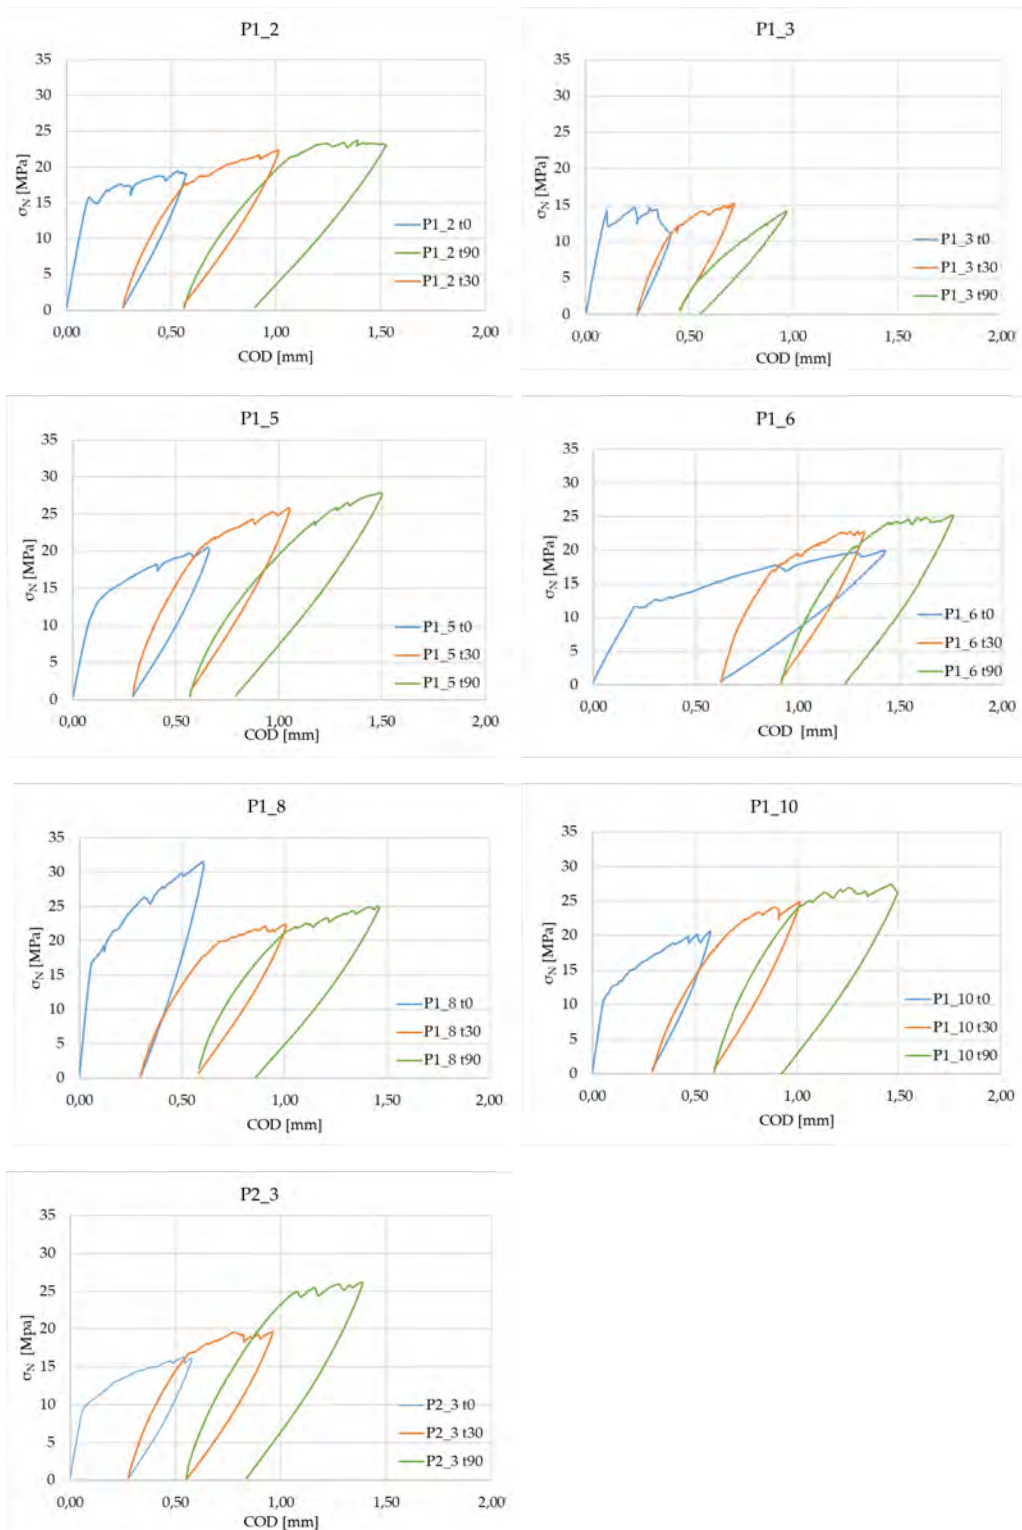 P1_2
35
30
25
20
15
10
5
0
σN [MPa]
P1_2 t0
P1_2 t90
P1_2 t30
0,00 0,50 1,00 1,50 2,00
COD [mm]
P1_3
35
30
25
20
15
10
5
0
σN [MPa]
P1_3 t0
P1_3 t30
P1_3 t90
0,00 0,50 1,00 1,50 2,00
COD [mm]
P1_5
35
30
25
20
15
10
5
0
σN [MPa]
P1_5 t0
P1_5 t30
P1_5 t90
0,00 0,50 1,00 1,50 2,00
COD [mm]
P1_6
35
30
25
20
15
10
5
0
σN [MPa]
P1_6 t0
P1_6 t30
P1_6 t90
0,00 0,50 1,00 1,50 2,00
COD [mm]
P1_8
35
30
25
20
15
10
5
0
σN [MPa]
P1_8 t0
P1_8 t30
P1_8 t90
0,00 0,50 1,00 1,50 2,00
COD [mm]
P1_10
35
30
25
20
15
10
5
0
σN [MPa]
P1_10 t0
P1_10 t30
P1_10 t90
0,00 0,50 1,00 1,50 2,00
COD [mm]
P2_3
35
30
25
20
15
10
5
0
σN [Mpa]
P2_3 t0
P2_3 t30
P2_3 t90
0,00 0,50 1,00 1,50 2,00
COD [mm]